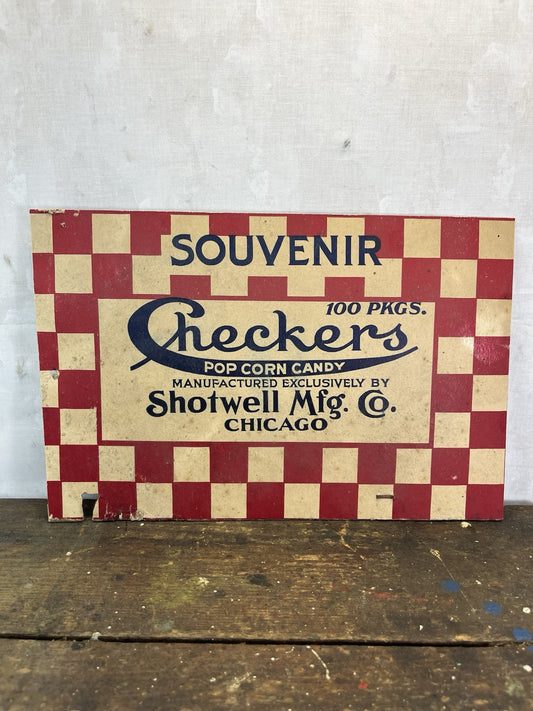 SOUVENIR
100 PKGS.
Checkers
POP CORN CANDY
MANUFACTURED EXCLUSIVELY BY
Shotwell Mfg. Co.
CHICAGO